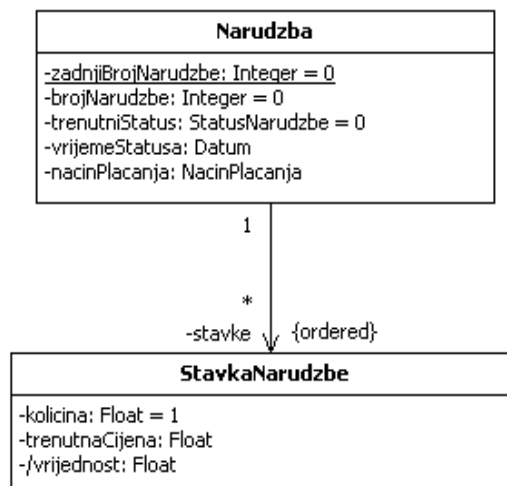 Narudzba
-zadnjiBrojNarudzbe: Integer = 0
-brojNarudzbe: Integer = 0
-trenutniStatus: StatusNarudzbe = 0
-vrijemeStatusa: Datum
-nacinPlacanja: NacinPlacanja
1
*
-stavke {ordered}
StavkaNarudzbe
-kolicina: Float = 1
-trenutnaCijena: Float
-/vrijednost: Float